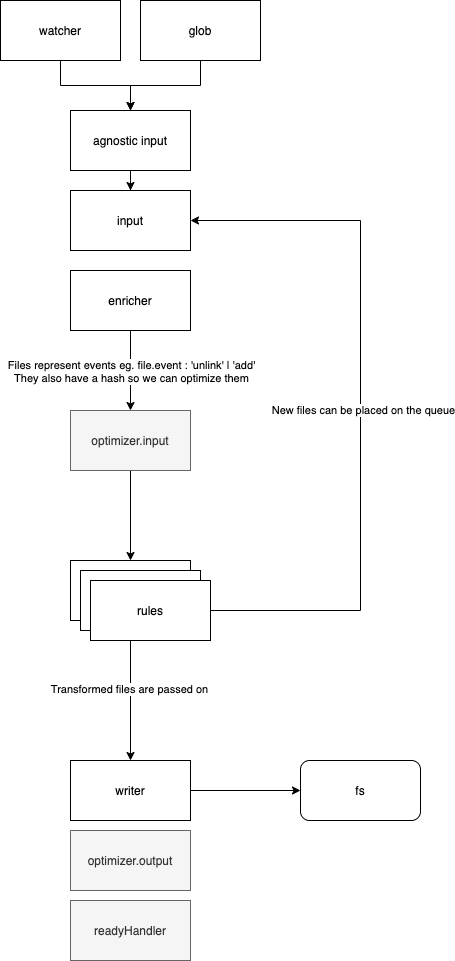 watcher
glob
agnostic input
input
enricher
Files represent events eg. file.event : 'unlink' | 'add'
They also have a hash so we can optimize them
New files can be placed on the queue
optimizer.input
rules
Transformed files are passed on
writer
fs
optimizer.output
readyHandler